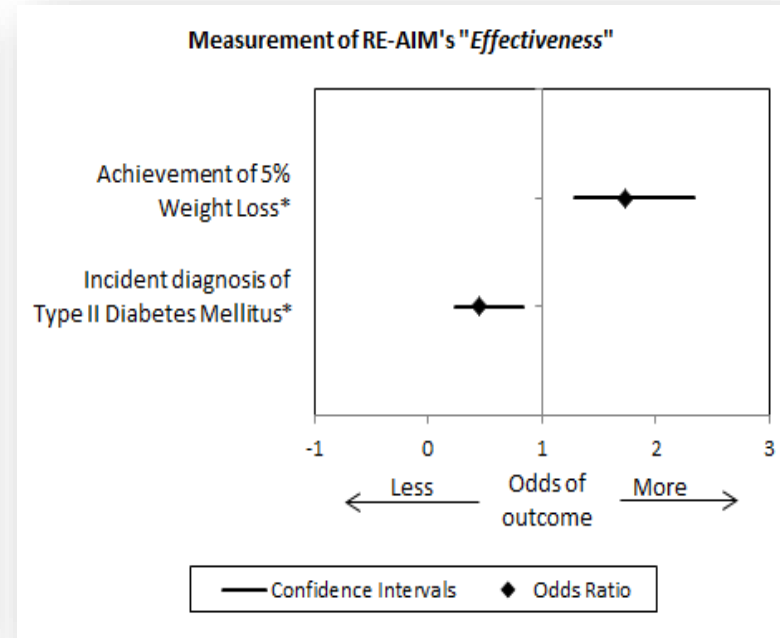 Measurement of RE-AIM's "Effectiveness"
Achievement of 5%
Weight Loss*
Incident diagnosis of
Type II Diabetes Mellitus*
-1 0 1 2 3
Less Odds of More
outcome
Confidence Intervals Odds Ratio